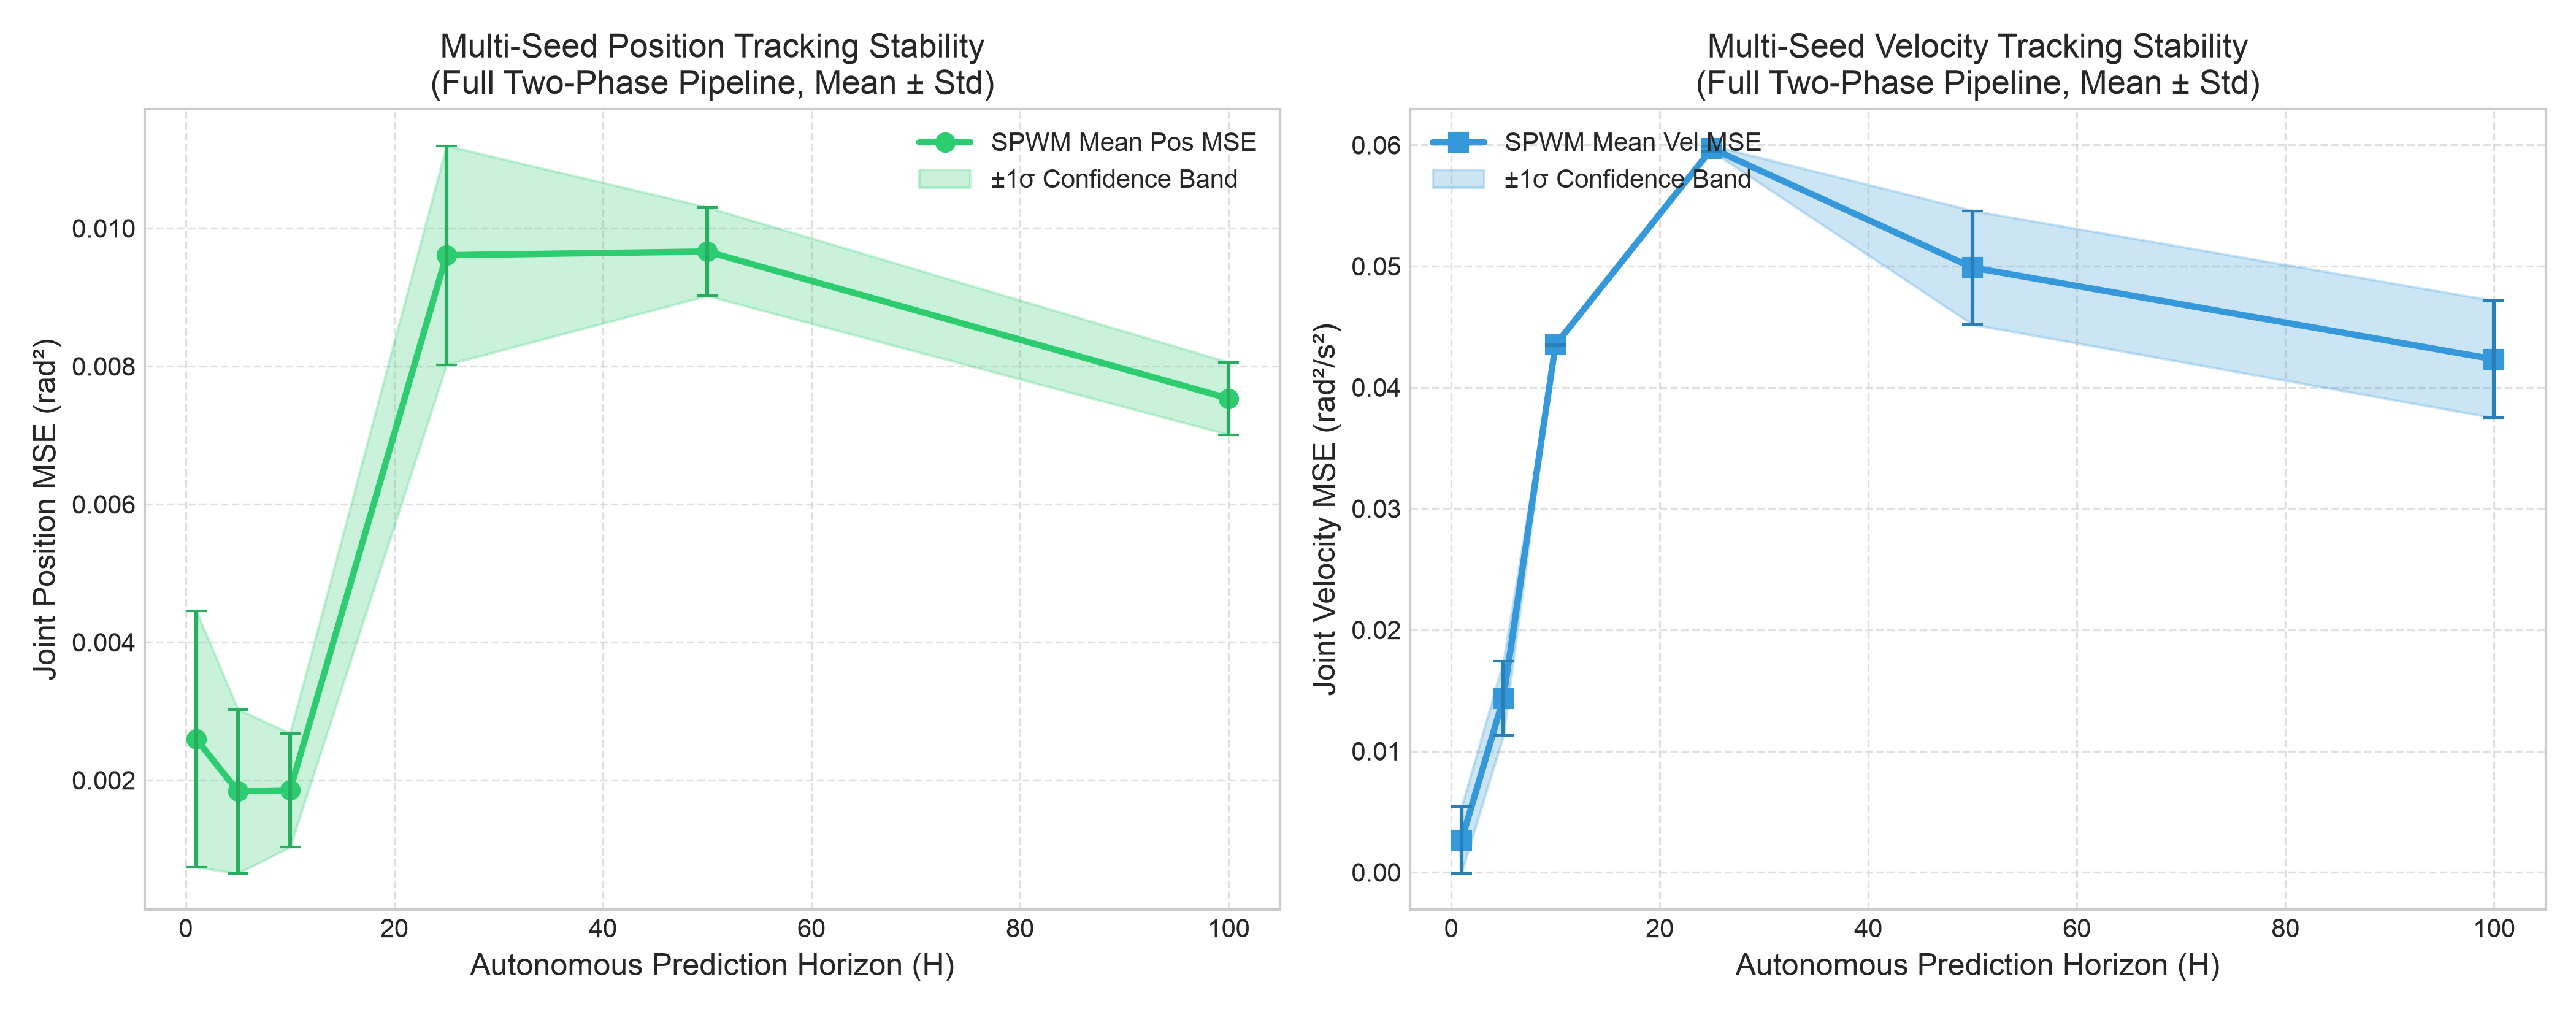 Multi-Seed Position Tracking Stability
(Full Two-Phase Pipeline, Mean ± Std)
SPWM Mean Pos MSE
±1σ Confidence Band
Joint Position MSE (rad²)
0.010
0.008
0.006
0.004
0.002
0 20 40 60 80 100
Autonomous Prediction Horizon (H)
Multi-Seed Velocity Tracking Stability
(Full Two-Phase Pipeline, Mean ± Std)
SPWM Mean Vel MSE
±1σ Confidence Band
Joint Velocity MSE (rad²/s²)
0.06
0.05
0.04
0.03
0.02
0.01
0.00
0 20 40 60 80 100
Autonomous Prediction Horizon (H)